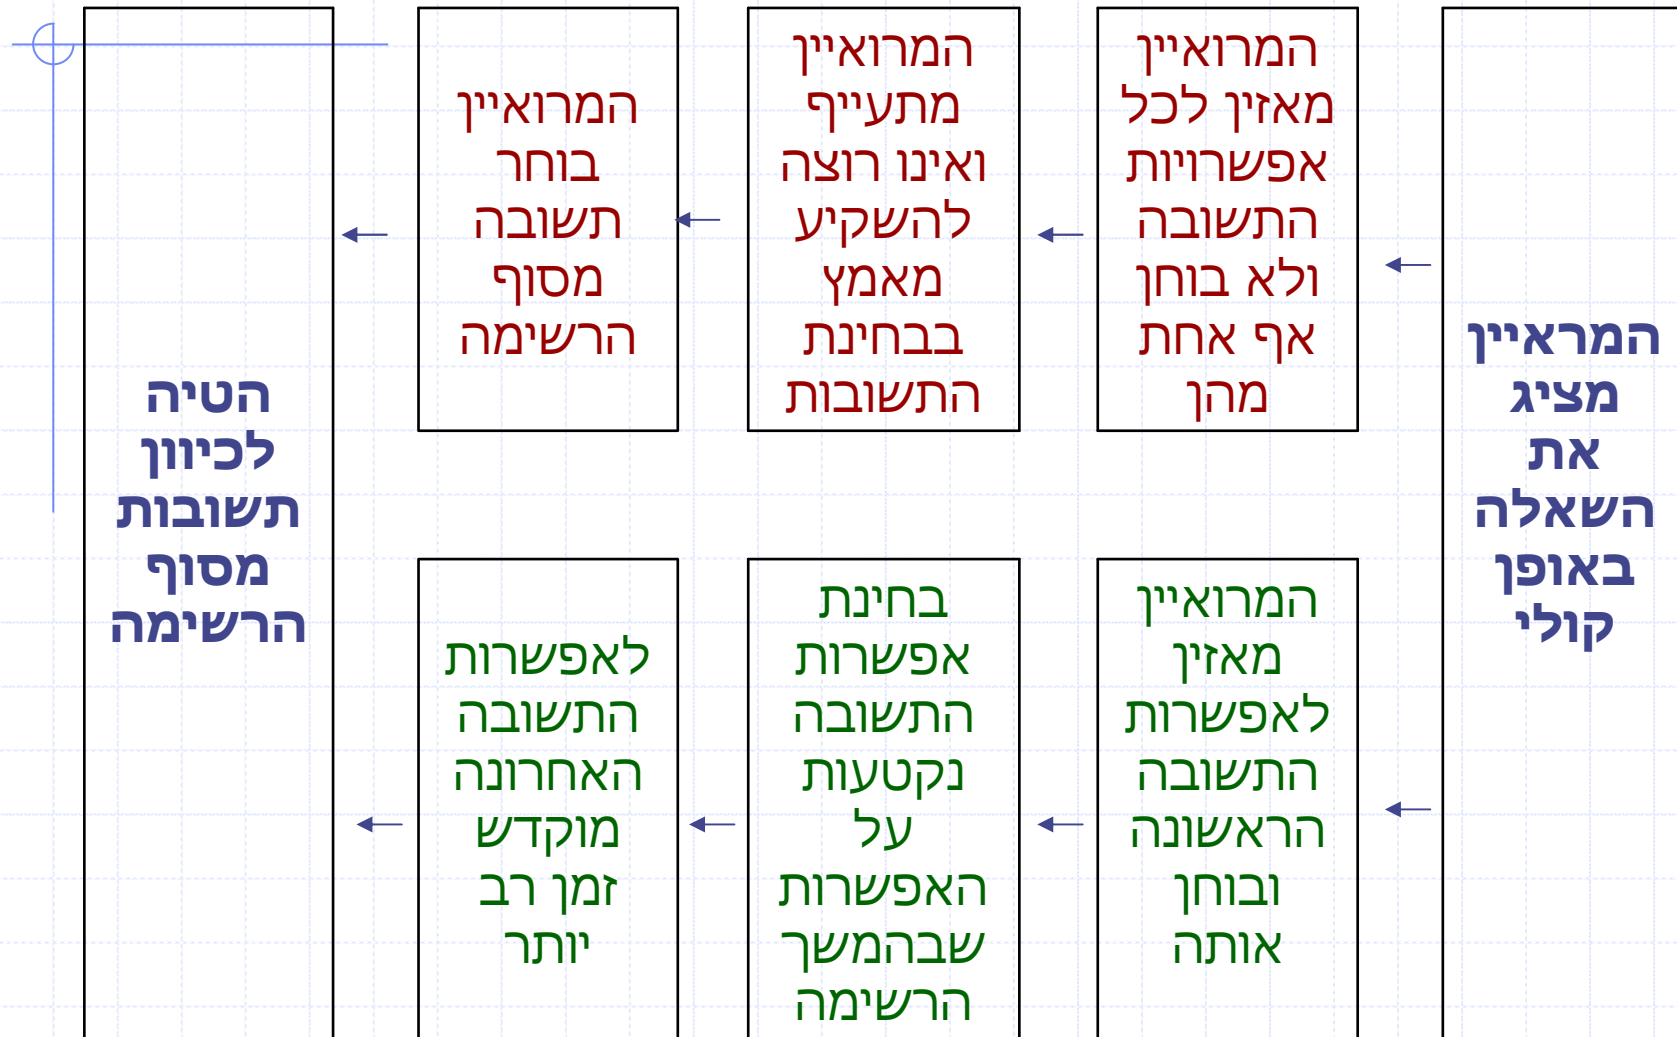 המראיין
מציג
את
השאלה
באופן
קולי
המרואיין
מאזין לכל
אפשרויות
התשובה
ולא בוחן
אף אחת
מהן
המרואיין
מתעייף
ואינו רוצה
להשקיע
מאמץ
בבחינת
התשובות
המרואיין
בוחר
תשובה
מסוף
הרשימה
המרואיין
מאזין
לאפשרות
התשובה
הראשונה
ובוחן
אותה
בחינת
אפשרות
התשובה
נקטעות
על
האפשרות
שבהמשך
הרשימה
לאפשרות
התשובה
האחרונה
מוקדש
זמן רב
יותר
הטיה
לכיוון
תשובות
מסוף
הרשימה